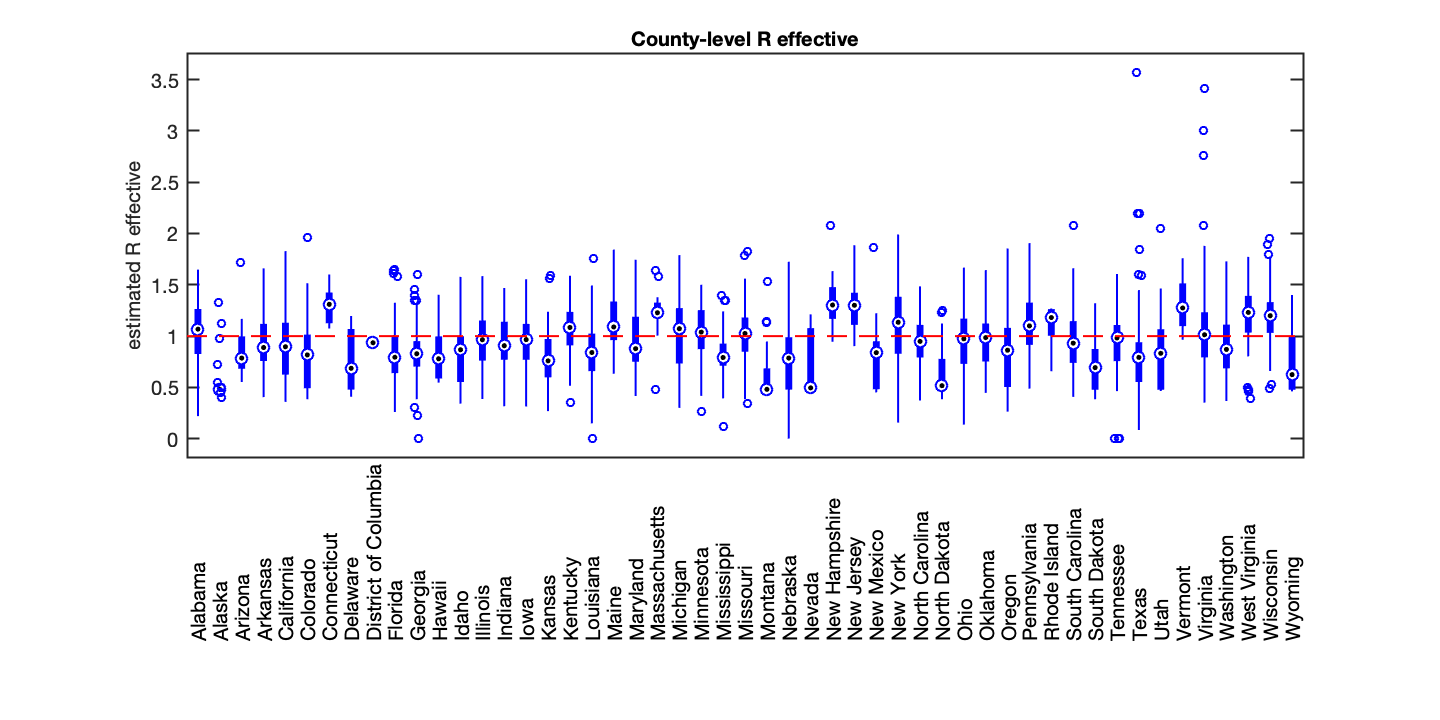 County-level R effective
estimated R effective
3.5
3
2.5
2
1.5
1
0.5
0
Alabama
Alaska
Arizona
Arkansas
California
Colorado
Connecticut
Delaware
District of Columbia
Florida
Georgia
Hawaii
Idaho
Illinois
Indiana
Iowa
Kansas
Kentucky
Louisiana
Maine
Maryland
Massachusetts
Michigan
Minnesota
Mississippi
Missouri
Montana
Nebraska
Nevada
New Hampshire
New Jersey
New Mexico
New York
North Carolina
North Dakota
Ohio
Oklahoma
Oregon
Pennsylvania
Rhode Island
South Carolina
South Dakota
Tennessee
Texas
Utah
Vermont
Virginia
Washington
West Virginia
Wisconsin
Wyoming